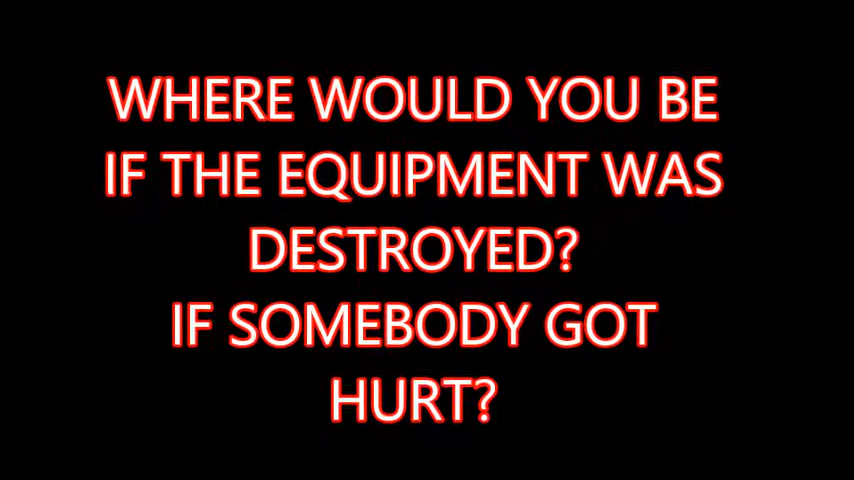 WHERE WOULD YOU BE
IF THE EQUIPMENT WAS
DESTROYED?
IF SOMEBODY GOT
HURT?